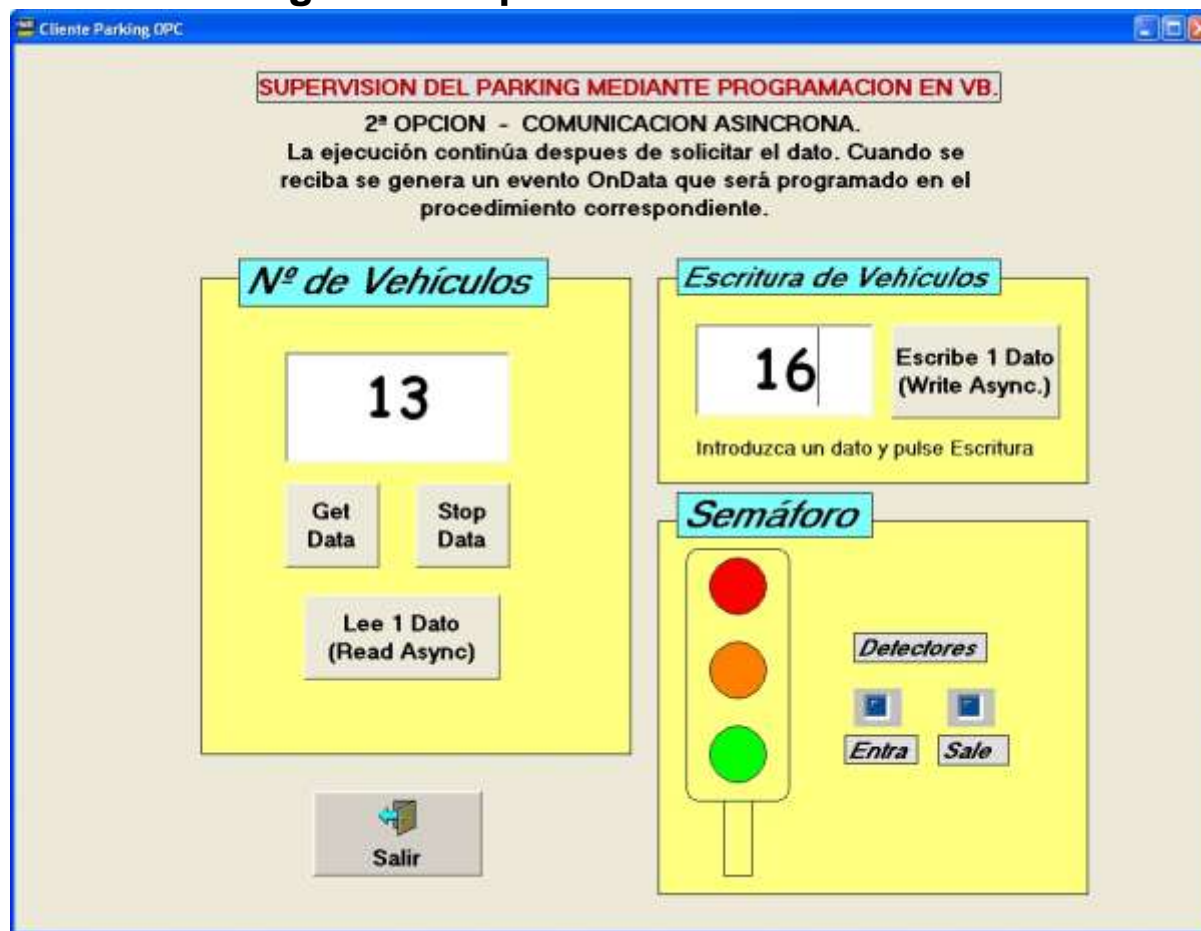 Cliente Parking OPC
SUPERVISION DEL PARKING MEDIANTE PROGRAMACION EN VB.
2ª OPCION - COMUNICACION ASINCRONA.
La ejecución continúa despues de solicitar el dato. Cuando se
reciba se genera un evento OnData que será programado en el
procedimiento correspondiente.
Nº de Vehículos
13
Get
Data
Stop
Data
Lee 1 Dato
(Read Async)
Salir
Escritura de Vehículos
16
Escribe 1 Dato
(Write Async.)
Introduzca un dato y pulse Escritura
Semáforo
Detectores
Entra
Sale